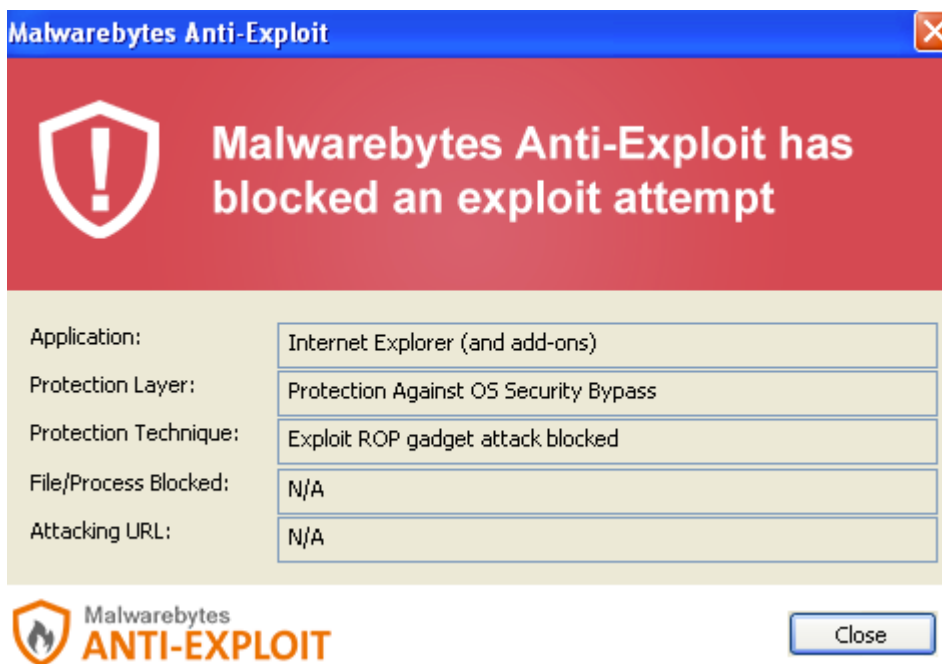 Malwarebytes Anti-Exploit
Malwarebytes Anti-Exploit has
blocked an exploit attempt
Application:
Internet Explorer (and add-ons)
Protection Layer:
Protection Against OS Security Bypass
Protection Technique:
Exploit ROP gadget attack blocked
File/Process Blocked:
N/A
Attacking URL:
N/A
Malwarebytes
ANTI-EXPLOIT
Close